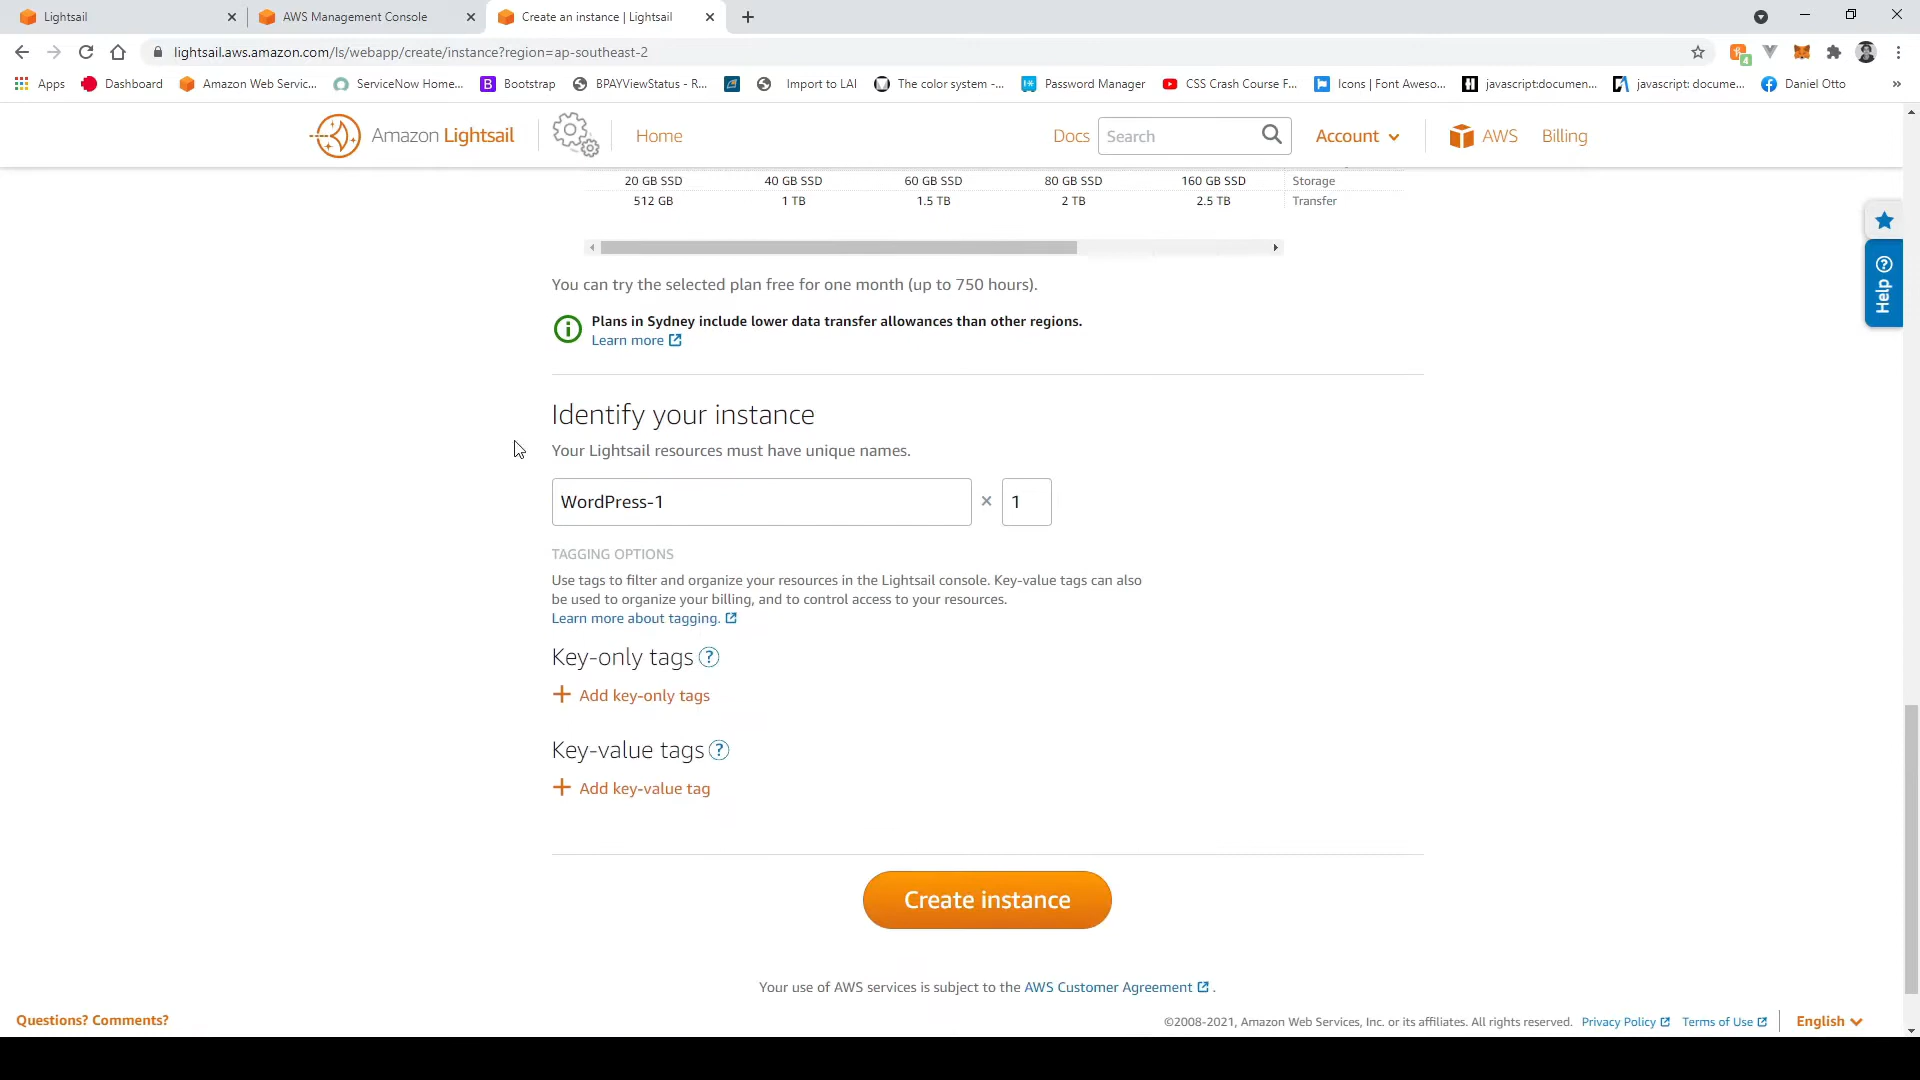 Lightsail
AWS Management Console
Create an instance | Lightsail
lightsail.aws.amazon.com/ls/webapp/create/instance?region=ap-southeast-2
4
Apps
Dashboard
Amazon Web Servic...
ServiceNow Home...
B
Bootstrap
BPAYViewStatus - R...
Import to LAI
The color system -...
Password Manager
CSS Crash Course F...
Icons | Font Aweso...
javascript:documen...
javascript: docume...
Daniel Otto
»
Amazon Lightsail
Home
Docs
Search
Account
AWS
Billing
20 GB SSD 40 GB SSD 60 GB SSD 80 GB SSD 160 GB SSD Storage
512 GB 1 TB 1.5 TB 2 TB 2.5 TB Transfer
Help ?
You can try the selected plan free for one month (up to 750 hours).
Plans in Sydney include lower data transfer allowances than other regions.
Learn more
Identify your instance
Your Lightsail resources must have unique names.
WordPress-1 × 1
TAGGING OPTIONS
Use tags to filter and organize your resources in the Lightsail console. Key-value tags can also
be used to organize your billing, and to control access to your resources.
Learn more about tagging.
Key-only tags ?
+ Add key-only tags
Key-value tags ?
+ Add key-value tag
Create instance
Your use of AWS services is subject to the AWS Customer Agreement .
Questions? Comments?
©2008-2021, Amazon Web Services, Inc. or its affiliates. All rights reserved. Privacy Policy Terms of Use English